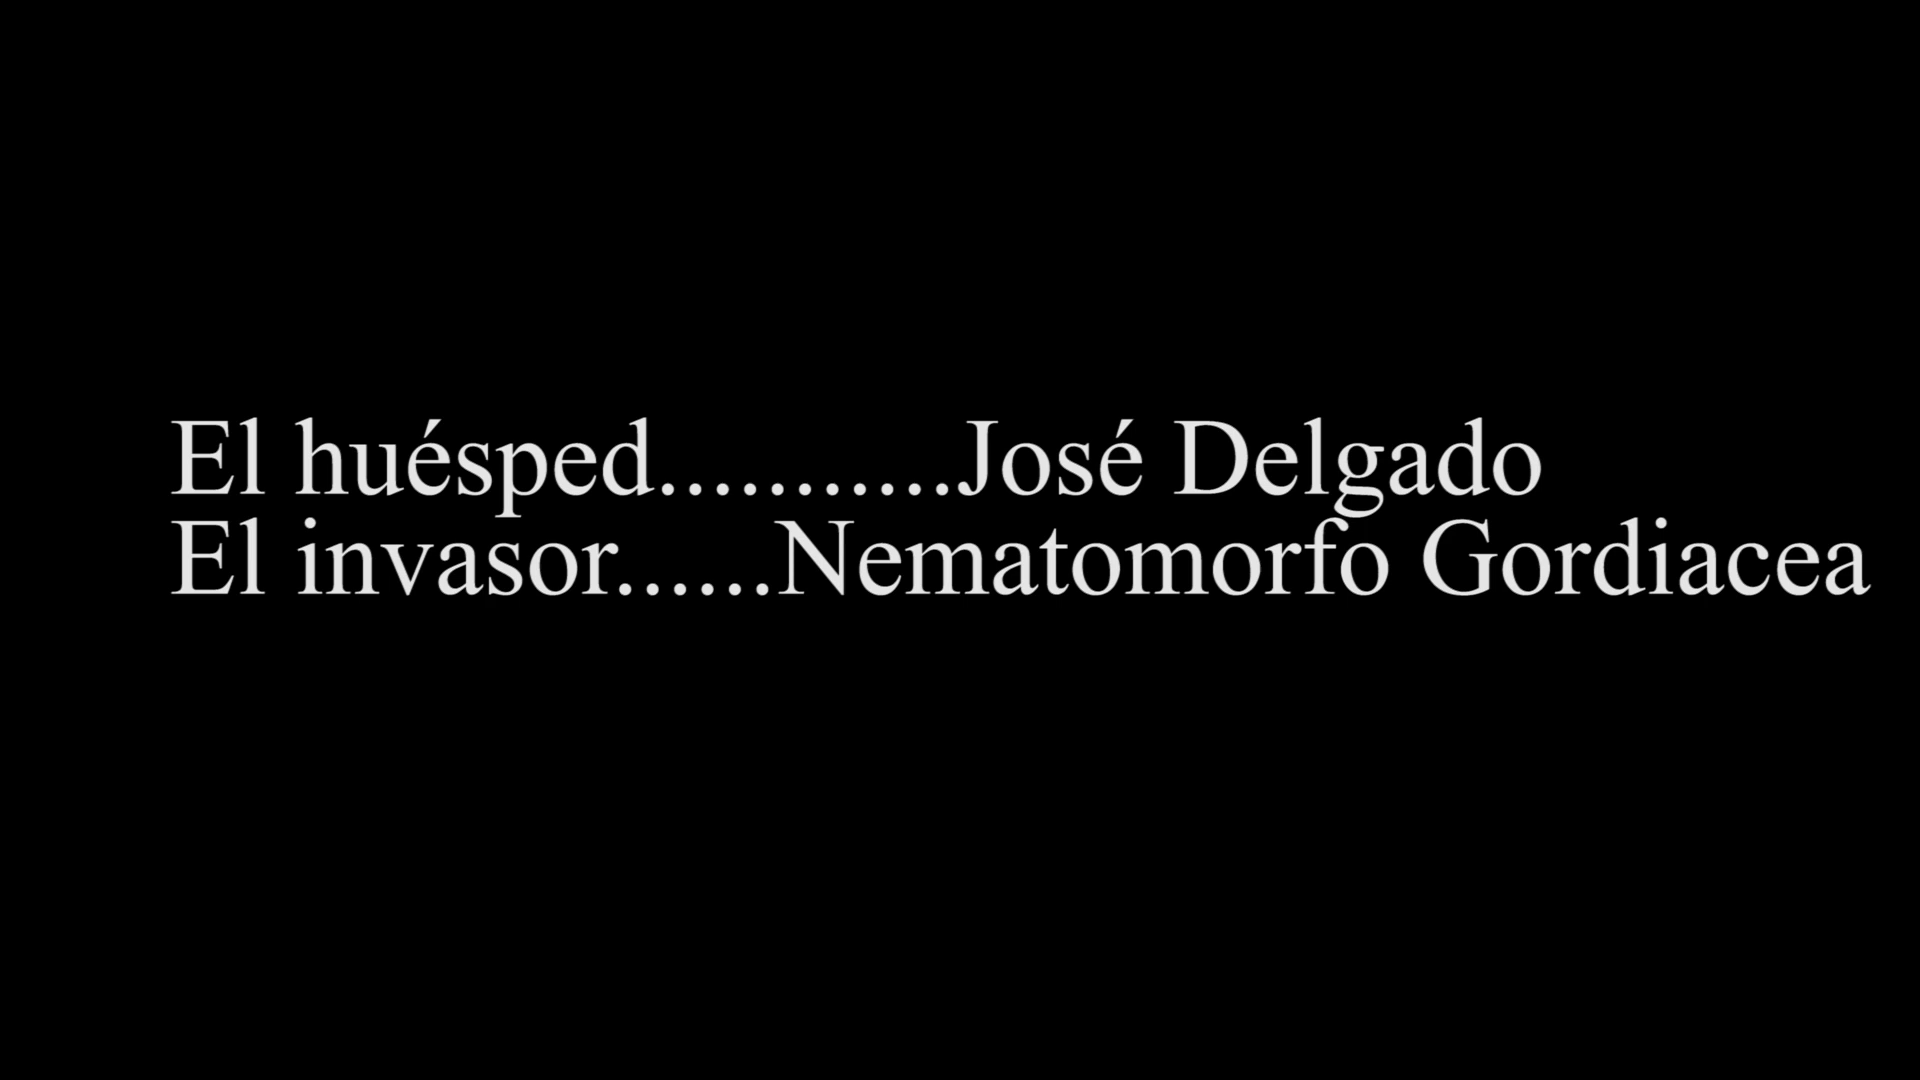 El huésped...........José Delgado
El invasor......Nematomorfo Gordiacea